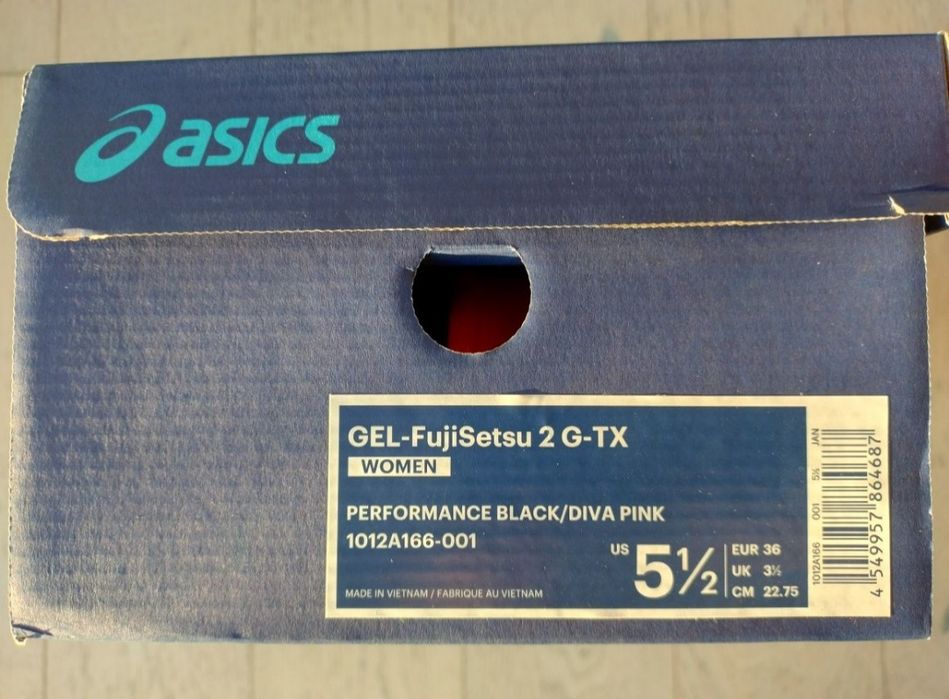 asics
GEL-FujiSetsu 2 G-TX
WOMEN
PERFORMANCE BLACK/DIVA PINK
1012A166-001
US 5½
EUR 36
UK 3½
CM 22.75
MADE IN VIETNAM / FABRIQUE AU VIETNAM
1012A166 001 5½ JAN
4 549957 864687